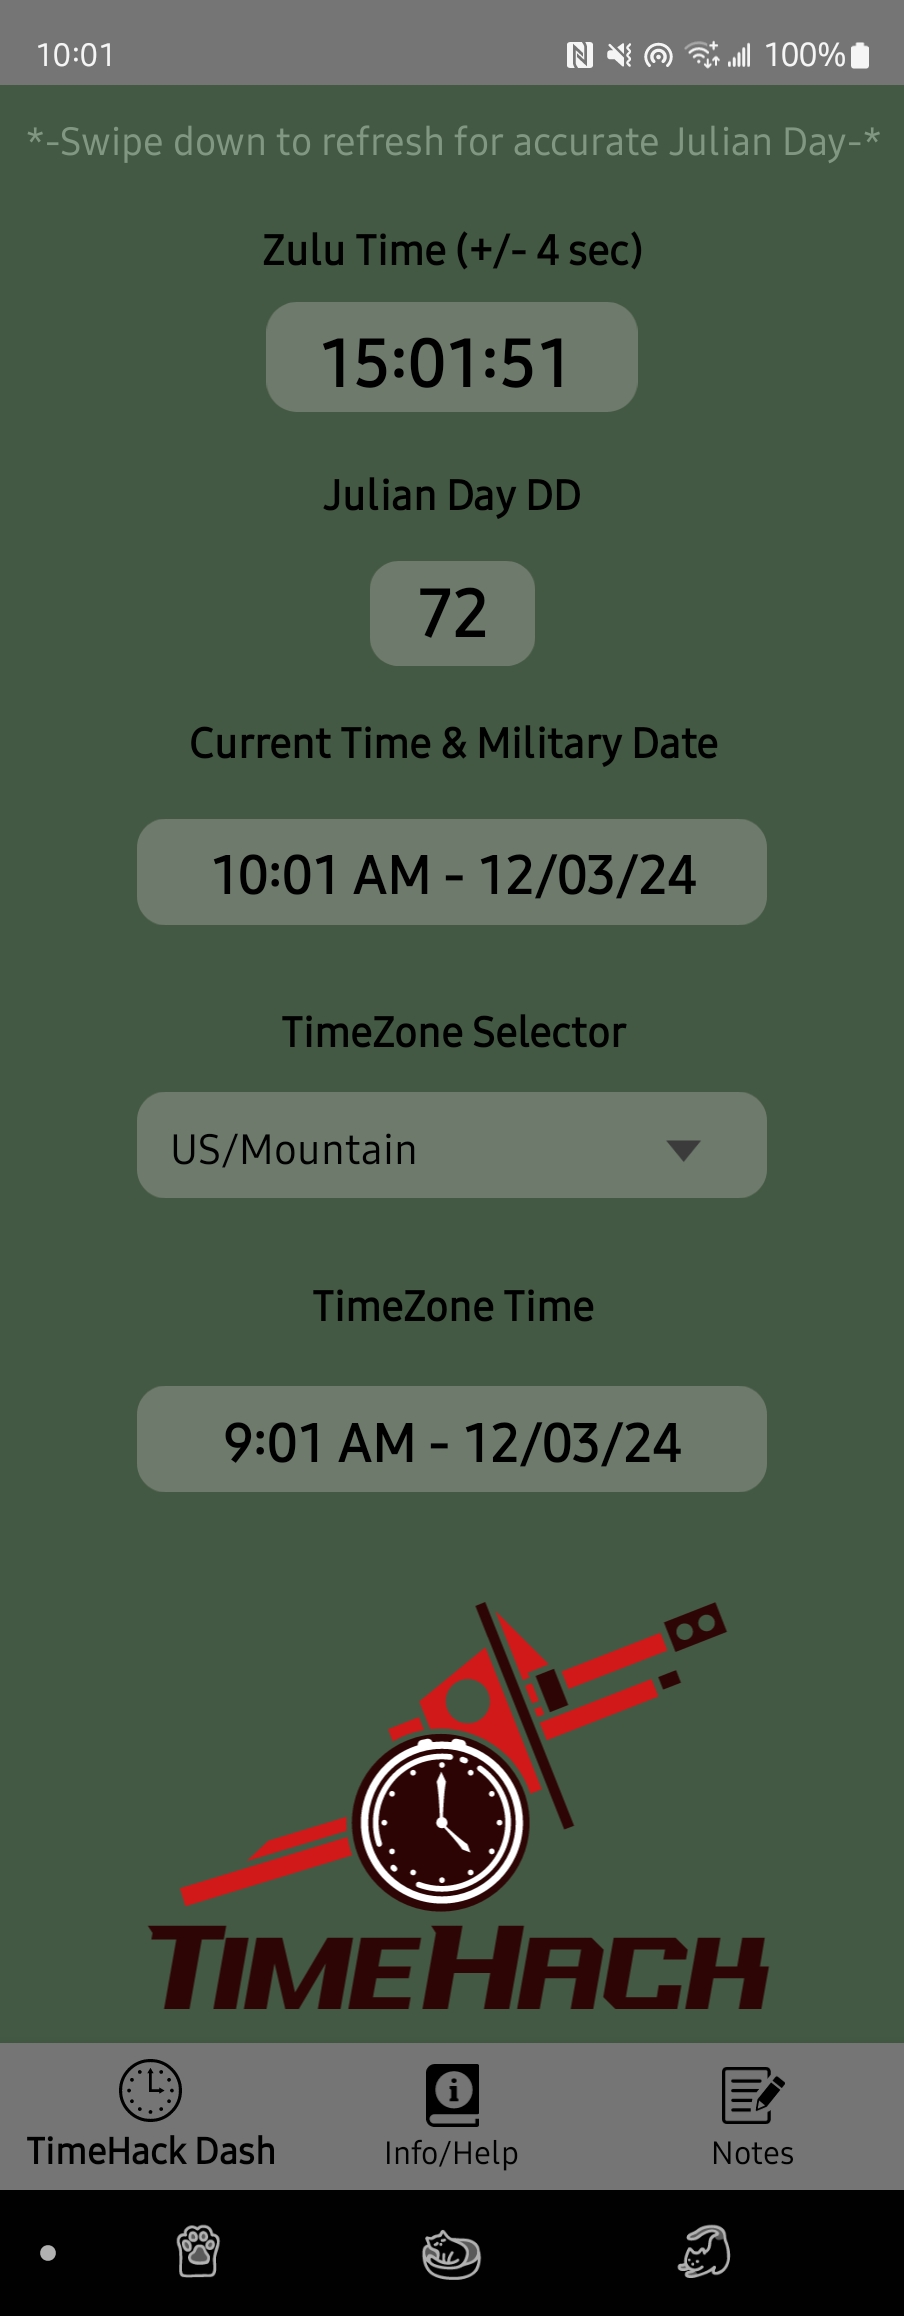 10:01 100%
*-Swipe down to refresh for accurate Julian Day-*
Zulu Time (+/- 4 sec)
15:01:51
Julian Day DD
72
Current Time & Military Date
10:01 AM - 12/03/24
TimeZone Selector
US/Mountain
TimeZone Time
9:01 AM - 12/03/24
TIMEHACK
TimeHack Dash Info/Help Notes